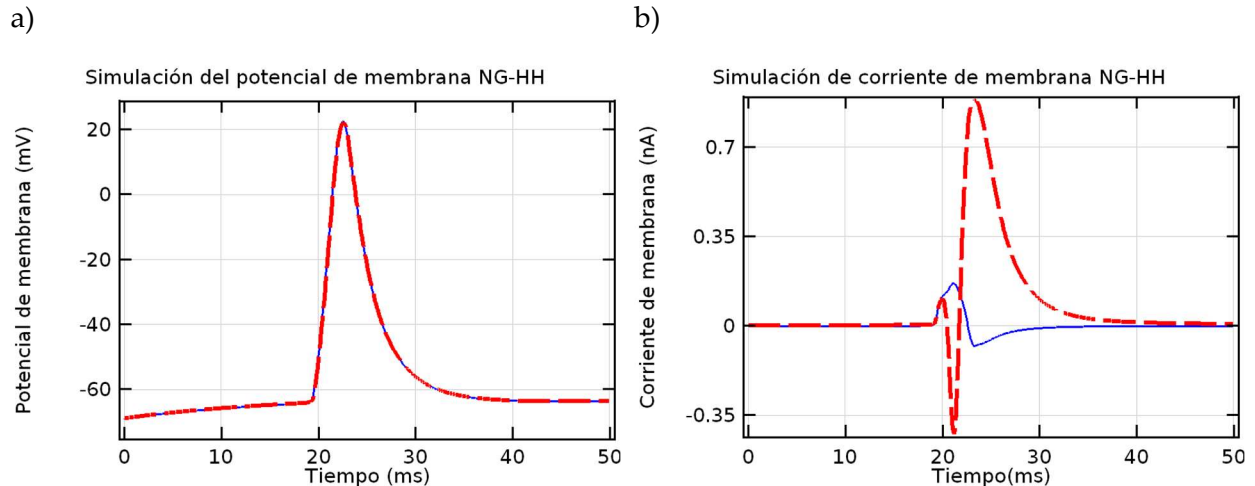 a)
b)
Simulación del potencial de membrana NG-HH
Potencial de membrana (mV)
20
0
-20
-40
-60
0
10
20
30
40
50
Tiempo (ms)
Simulación de corriente de membrana NG-HH
Corriente de membrana (nA)
0.7
0.35
0
-0.35
0
10
20
30
40
50
Tiempo(ms)